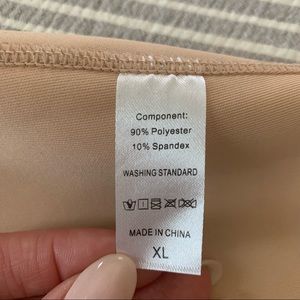 Component:
90% Polyester
10% Spandex
WASHING STANDARD
MADE IN CHINA
XL